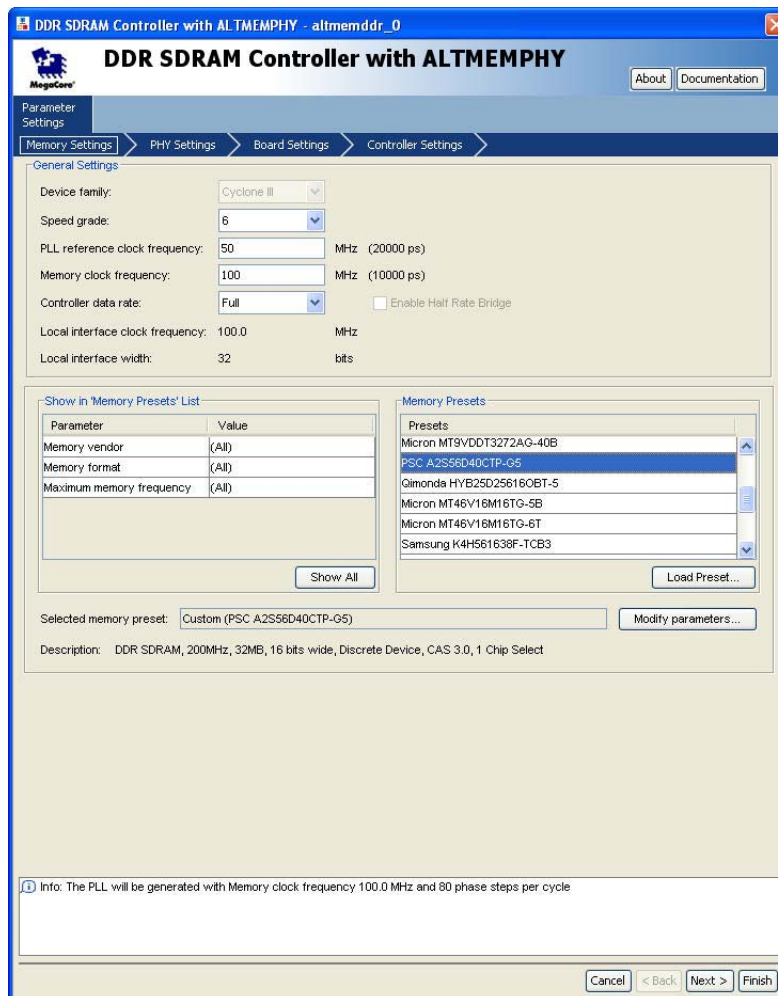 DDR SDRAM Controller with ALTMEMPHY - altmemddr_0
MegaCore'
DDR SDRAM Controller with ALTMEMPHY
About
Documentation
Parameter
Settings
Memory Settings
PHY Settings
Board Settings
Controller Settings
General Settings
Device family: Cyclone III
Speed grade: 6
PLL reference clock frequency: 50 MHz (20000 ps)
Memory clock frequency: 100 MHz (10000 ps)
Controller data rate: Full Enable Half Rate Bridge
Local interface clock frequency: 100.0 MHz
Local interface width: 32 bits
Show in 'Memory Presets' List
Parameter Value
Memory vendor (All)
Memory format (All)
Maximum memory frequency (All)
Show All
Memory Presets
Presets
Micron MT9VDDT3272AG-40B
PSC A2S56D40CTP-G5
Qimonda HYB25D25616OBT-5
Micron MT46V16M16TG-5B
Micron MT46V16M16TG-6T
Samsung K4H561638F-TCB3
Load Preset...
Selected memory preset: Custom (PSC A2S56D40CTP-G5) Modify parameters...
Description: DDR SDRAM, 200MHz, 32MB, 16 bits wide, Discrete Device, CAS 3.0, 1 Chip Select
Info: The PLL will be generated with Memory clock frequency 100.0 MHz and 80 phase steps per cycle
Cancel < Back Next > Finish